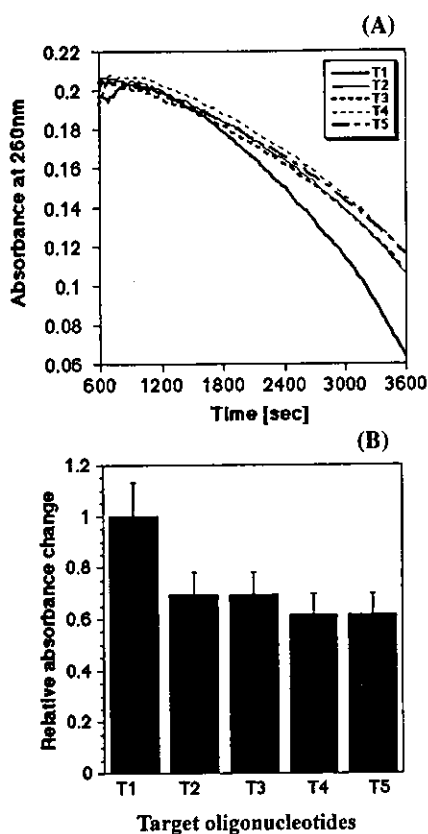 (A)
0.22
0.2
0.18
0.16
0.14
0.12
0.1
0.08
0.06
Absorbance at 260nm
T1
T2
T3
T4
T5
600 1200 1800 2400 3000 3600
Time [sec]
(B)
1.2
1
0.8
0.6
0.4
0.2
0
Relative absorbance change
T1 T2 T3 T4 T5
Target oligonucleotides